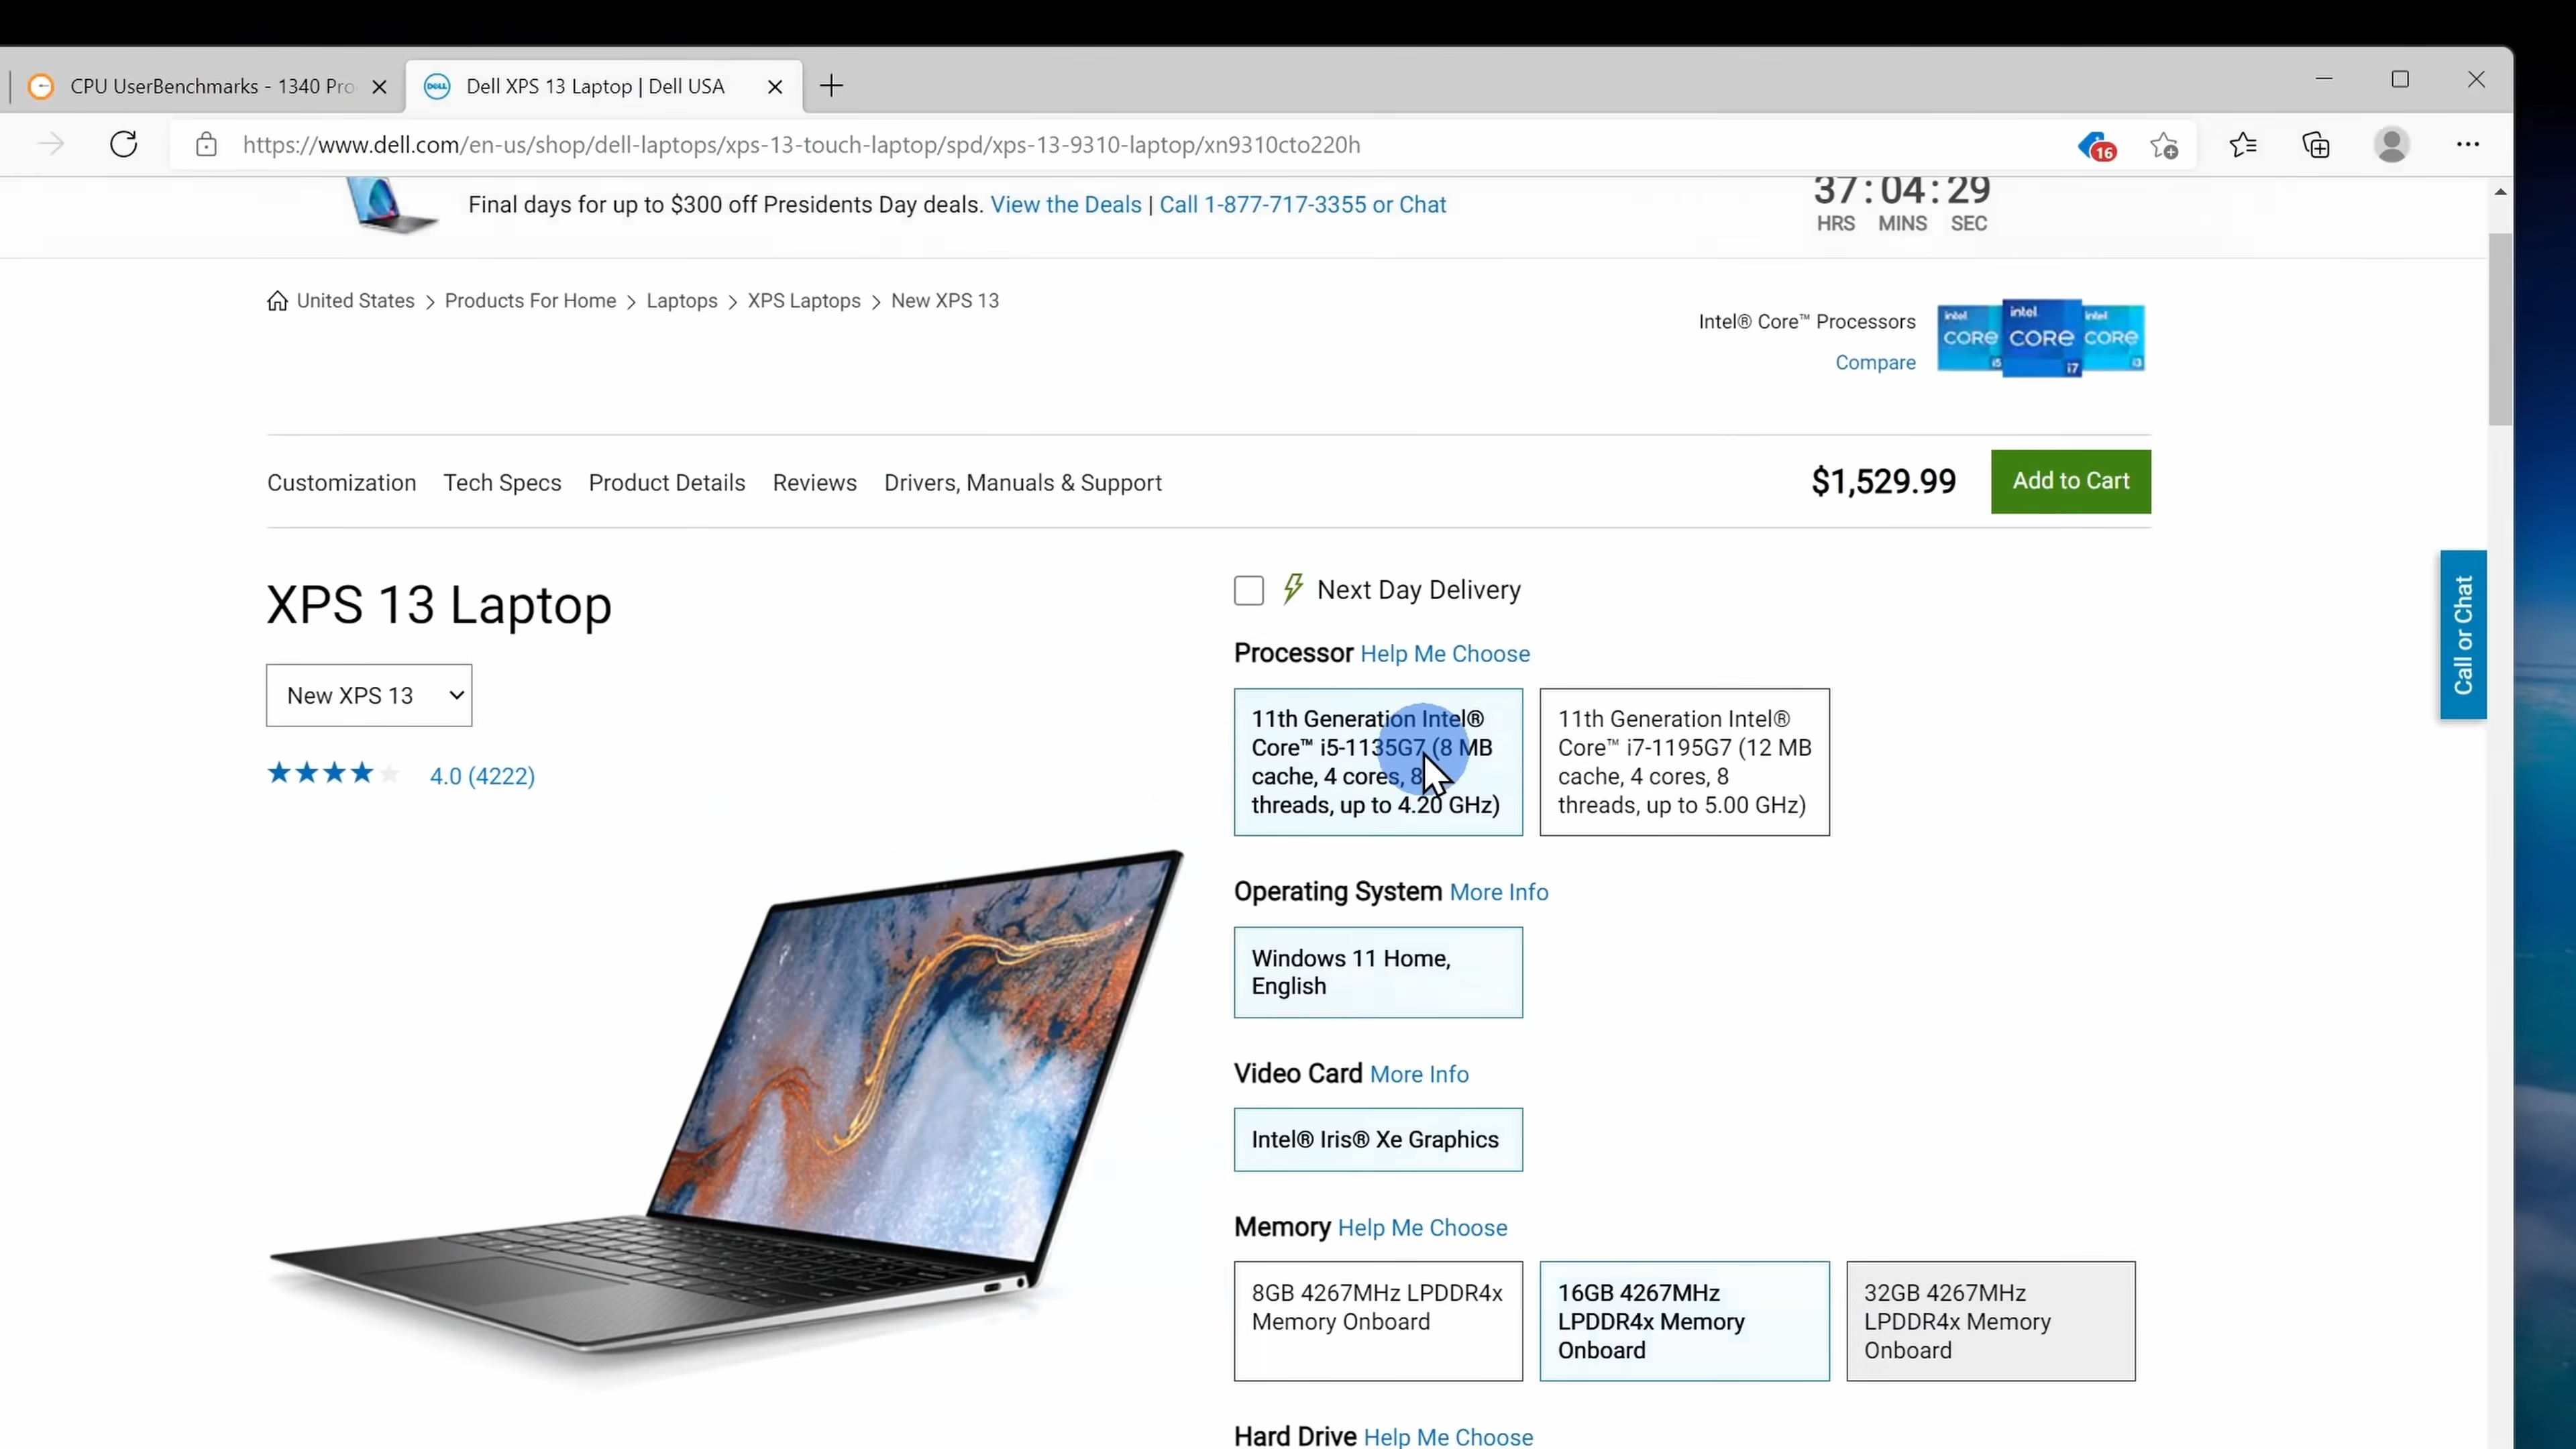 CPU UserBenchmarks - 1340 Pro
DELL
Dell XPS 13 Laptop | Dell USA
https://www.dell.com/en-us/shop/dell-laptops/xps-13-touch-laptop/spd/xps-13-9310-laptop/xn9310cto220h
16
Final days for up to $300 off Presidents Day deals. View the Deals | Call 1-877-717-3355 or Chat
37 : 04 : 29
HRS MINS SEC
United States > Products For Home > Laptops > XPS Laptops > New XPS 13
Intel® Core™ Processors
Compare
intel intel intel
CORE CORE CORE
i5 i7 i3
Customization Tech Specs Product Details Reviews Drivers, Manuals & Support
$1,529.99
Add to Cart
XPS 13 Laptop
New XPS 13
4.0 (4222)
Next Day Delivery
Processor Help Me Choose
11th Generation Intel®
Core™ i5-1135G7 (8 MB
cache, 4 cores, 8
threads, up to 4.20 GHz)
11th Generation Intel®
Core™ i7-1195G7 (12 MB
cache, 4 cores, 8
threads, up to 5.00 GHz)
Operating System More Info
Windows 11 Home,
English
Video Card More Info
Intel® Iris® Xe Graphics
Memory Help Me Choose
8GB 4267MHz LPDDR4x
Memory Onboard
16GB 4267MHz
LPDDR4x Memory
Onboard
32GB 4267MHz
LPDDR4x Memory
Onboard
Hard Drive Help Me Choose
Call or Chat